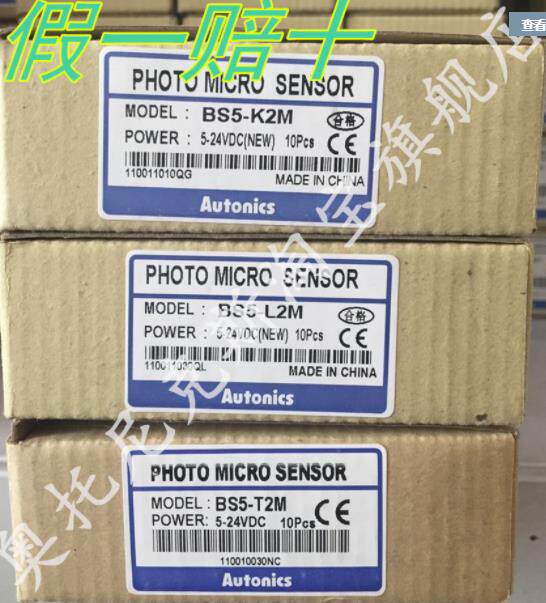 假一赔十
查看
PHOTO MICRO SENSOR
MODEL : BS5-K2M
合格
POWER : 5-24VDC(NEW) 10Pcs CE
110011010QG
MADE IN CHINA
Autonics
PHOTO MICRO SENSOR
MODEL : BS5-L2M
合格
POWER : 5-24VDC(NEW) 10Pcs CE
110011030QL
MADE IN CHINA
Autonics
PHOTO MICRO SENSOR
MODEL : BS5-T2M
POWER: 5-24VDC 10Pcs CE
110010030NC
Autonics